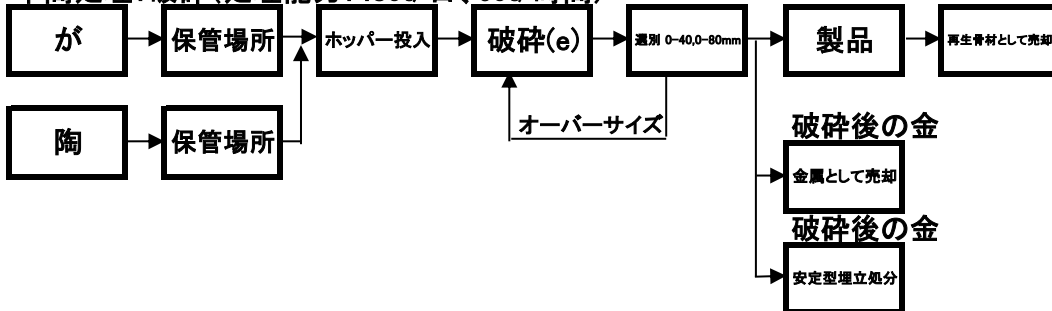 が
保管場所
ホッパー投入
破砕(e)
選別 0-40,0-80mm
製品
再生骨材として売却
オーバーサイズ
陶
保管場所
破砕後の金
金属として売却
破砕後の金
安定型埋立処分